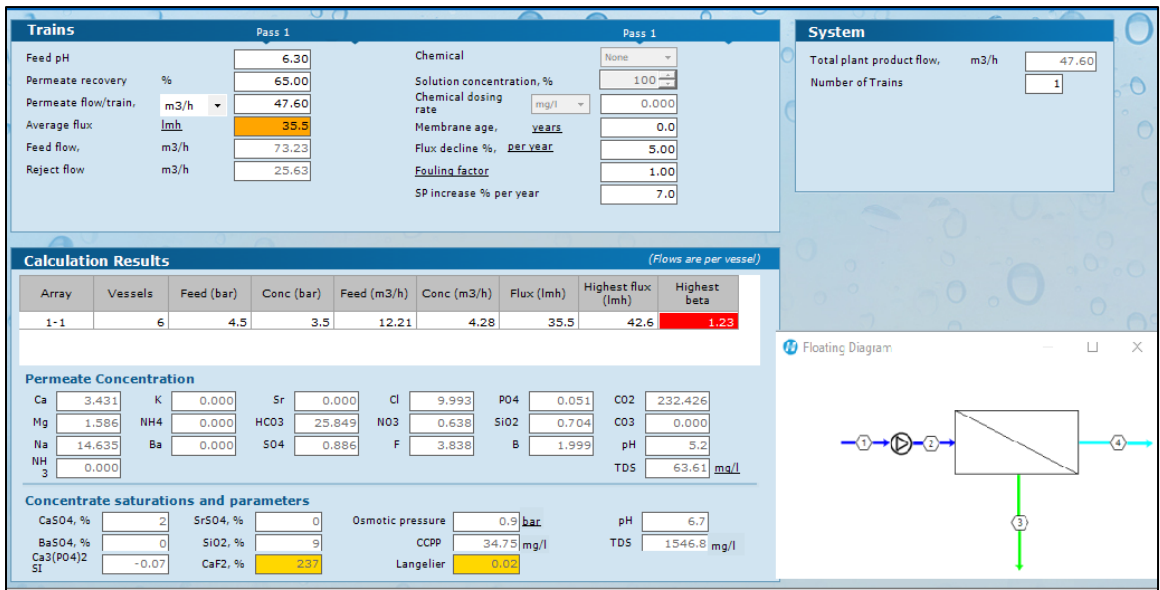 Trains Pass 1 Pass 1
Feed pH 6.30 Chemical None
Permeate recovery % 65.00 Solution concentration, % 100
Permeate flow/train, m3/h 47.60 Chemical dosing rate mg/l 0.000
Average flux lmh 35.5 Membrane age, years 0.0
Feed flow, m3/h 73.23 Flux decline %, per year 5.00
Reject flow m3/h 25.63 Fouling factor 1.00
SP increase % per year 7.0
System
Total plant product flow, m3/h 47.60
Number of Trains 1
Calculation Results (Flows are per vessel)
Array Vessels Feed (bar) Conc (bar) Feed (m3/h) Conc (m3/h) Flux (lmh) Highest flux (lmh) Highest beta
1-1 6 4.5 3.5 12.21 4.28 35.5 42.6 1.23
Permeate Concentration
Ca 3.431 K 0.000 Sr 0.000 Cl 9.993 PO4 0.051 CO2 232.426
Mg 1.586 NH4 0.000 HCO3 25.849 NO3 0.638 SiO2 0.704 CO3 0.000
Na 14.635 Ba 0.000 SO4 0.886 F 3.838 B 1.999 pH 5.2
NH3 0.000 TDS 63.61 mg/l
Concentrate saturations and parameters
CaSO4, % 2 SrSO4, % 0 Osmotic pressure 0.9 bar pH 6.7
BaSO4, % 0 SiO2, % 9 CCPP 34.75 mg/l TDS 1546.8 mg/l
Ca3(PO4)2 SI -0.07 CaF2, % 237 Langelier 0.02
Floating Diagram
1 2 4
3